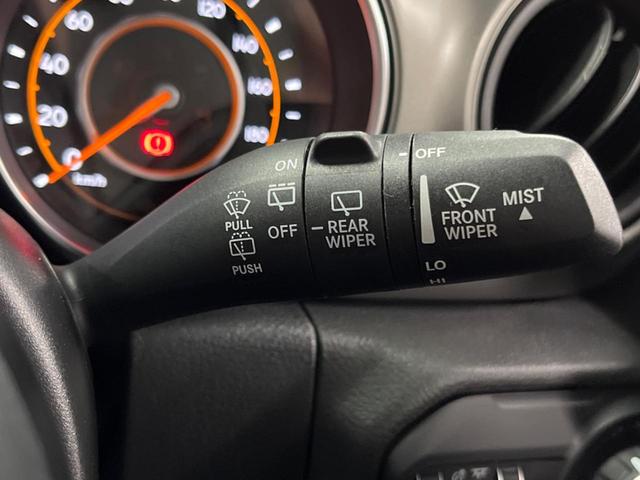 60
40
20
0
km/h
120
140
160
180
ON
OFF
PULL
PUSH
REAR
WIPER
OFF
FRONT
WIPER
MIST
LO
HI